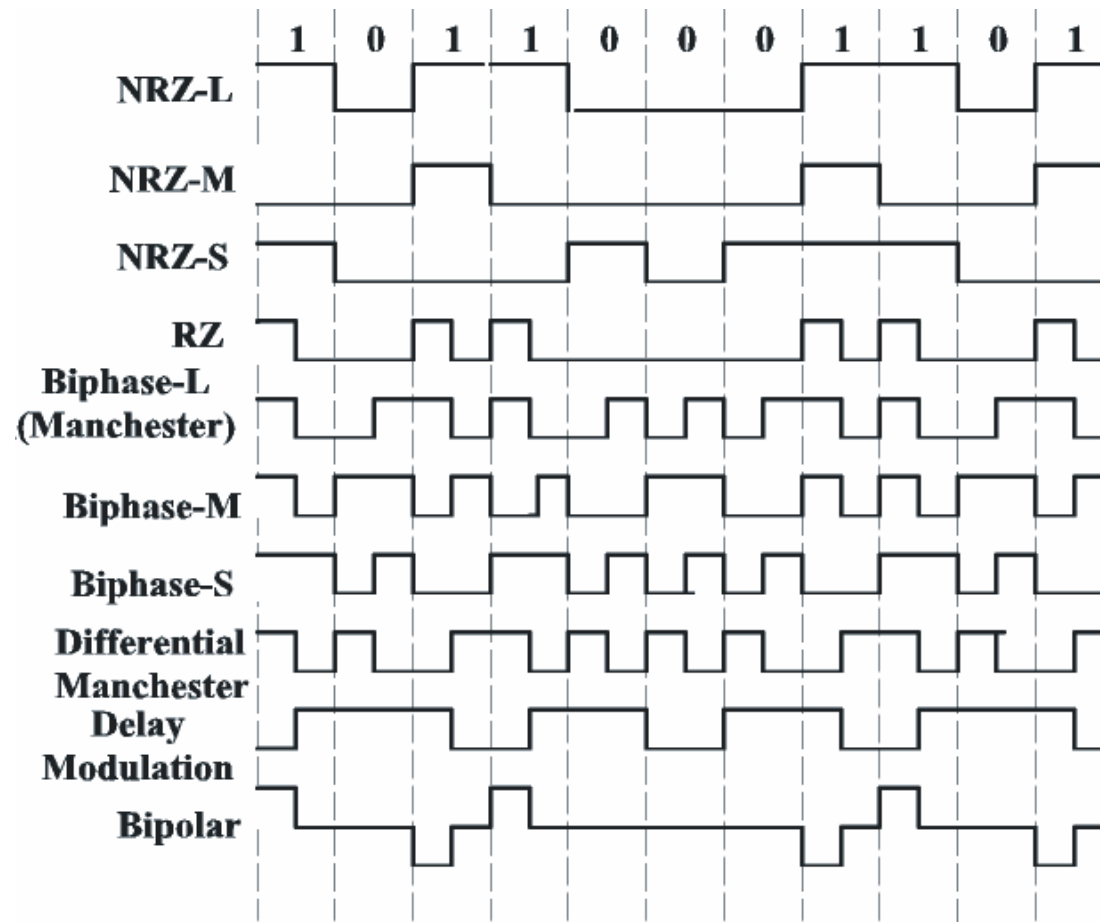 1 0 1 1 0 0 0 1 1 0 1
NRZ-L
NRZ-M
NRZ-S
RZ
Biphase-L
(Manchester)
Biphase-M
Biphase-S
Differential
Manchester
Delay
Modulation
Bipolar